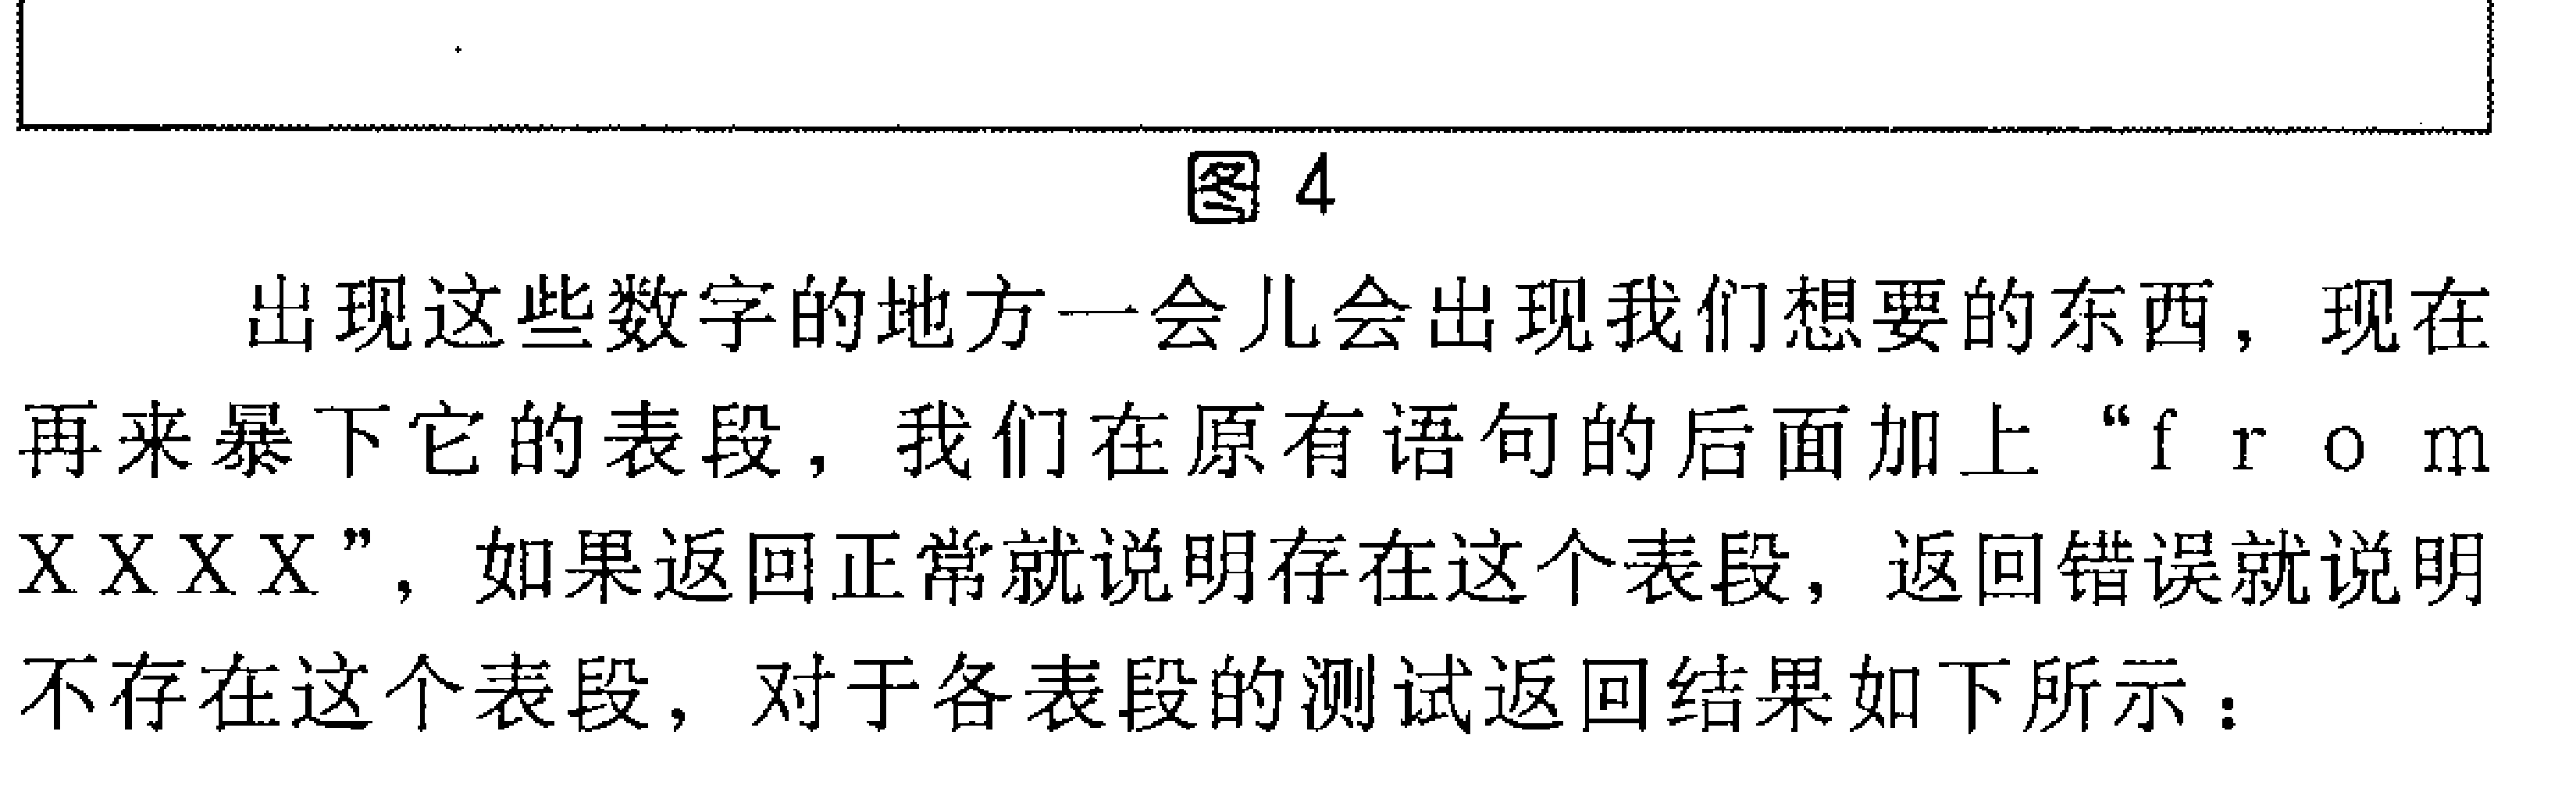 图 4
出现这些数字的地方一会儿会出现我们想要的东西，现在
再来暴下它的表段，我们在原有语句的后面加上“from
XXXX”，如果返回正常就说明存在这个表段，返回错误就说明
不存在这个表段，对于各表段的测试返回结果如下所示：